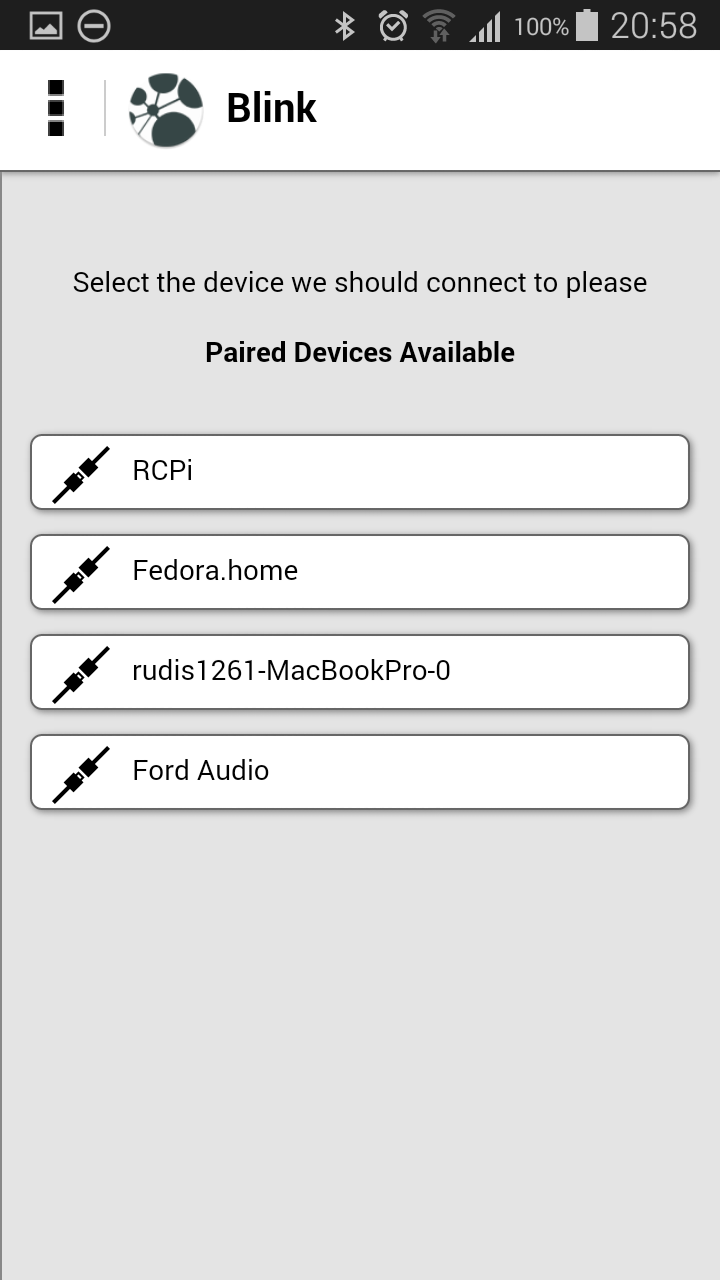 100% 20:58
Blink
Select the device we should connect to please
Paired Devices Available
RCPi
Fedora.home
rudis1261-MacBookPro-0
Ford Audio